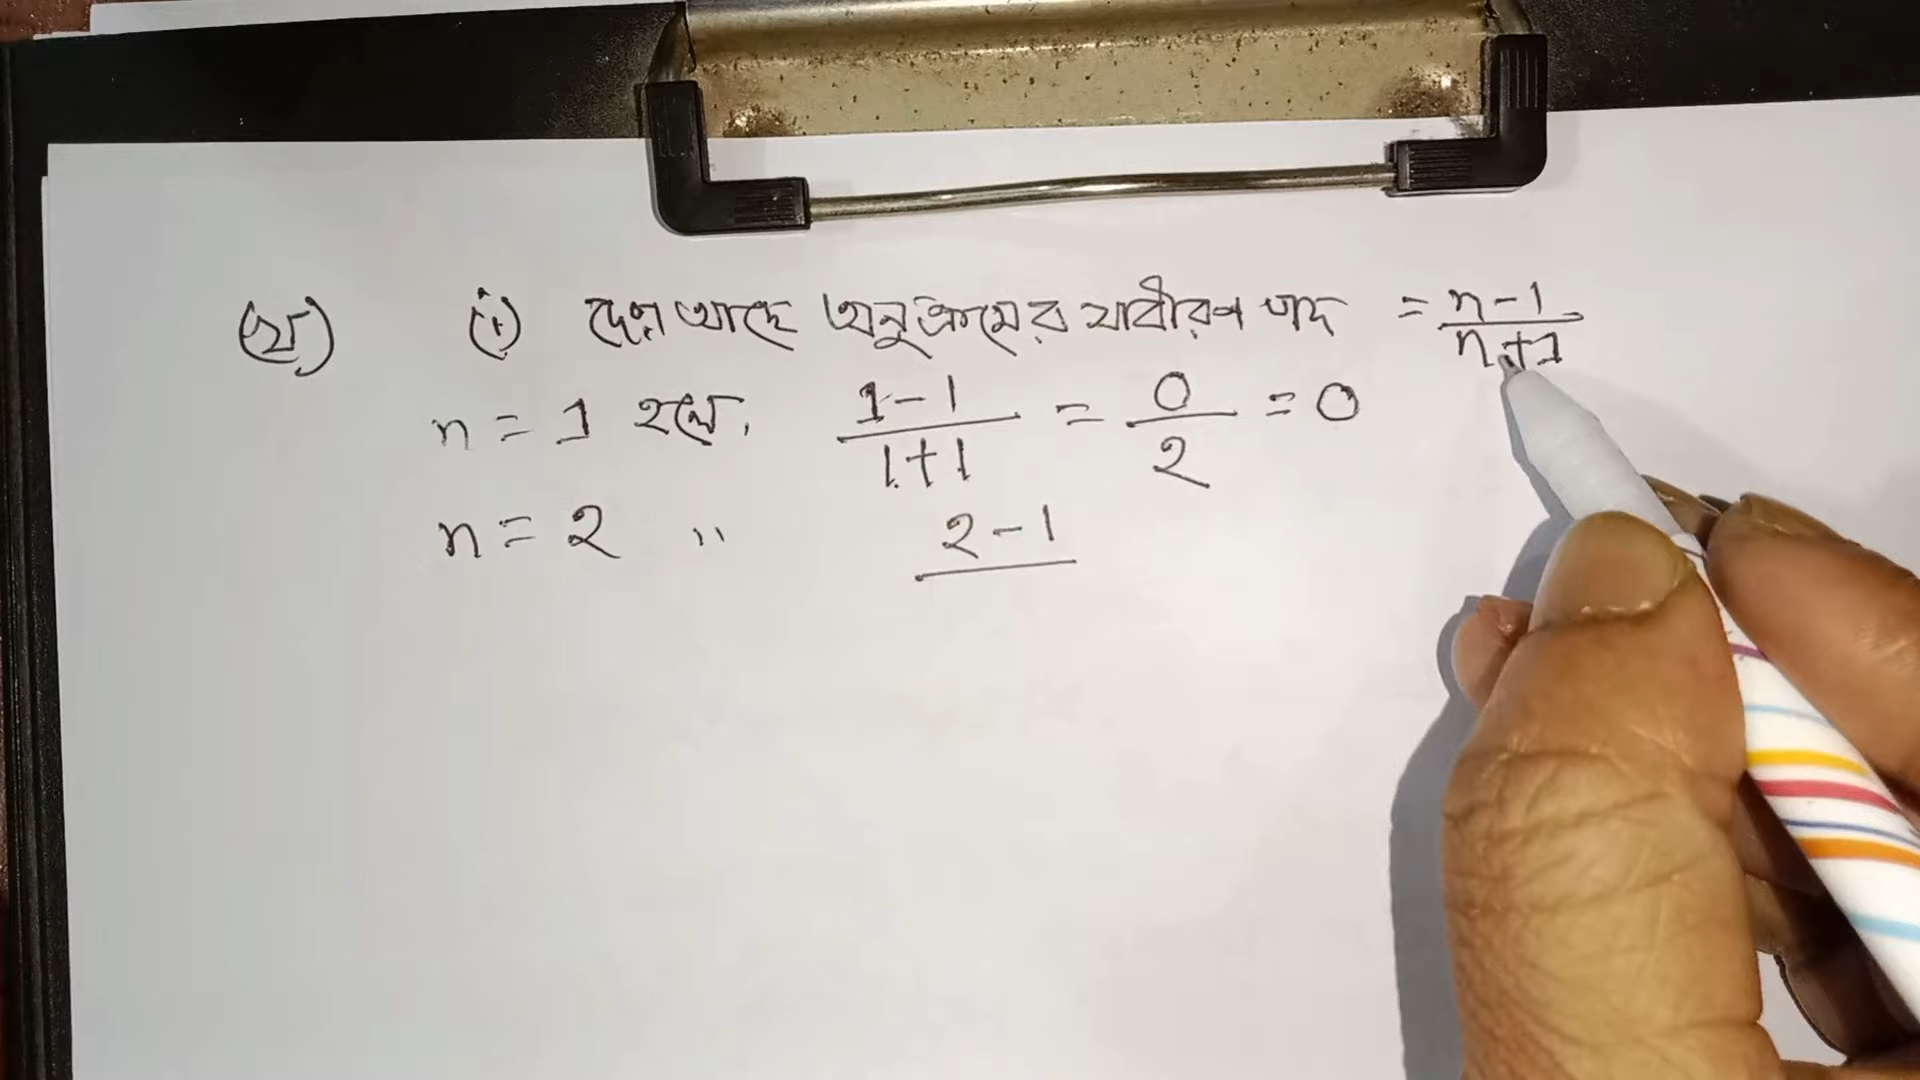 (খ) (i) দেওয়া আছে অনুক্রমের সাধারণ পদ = n-1/n+1
n = 1 হলে, 1-1/1+1 = 0/2 = 0
n = 2 " 2-1